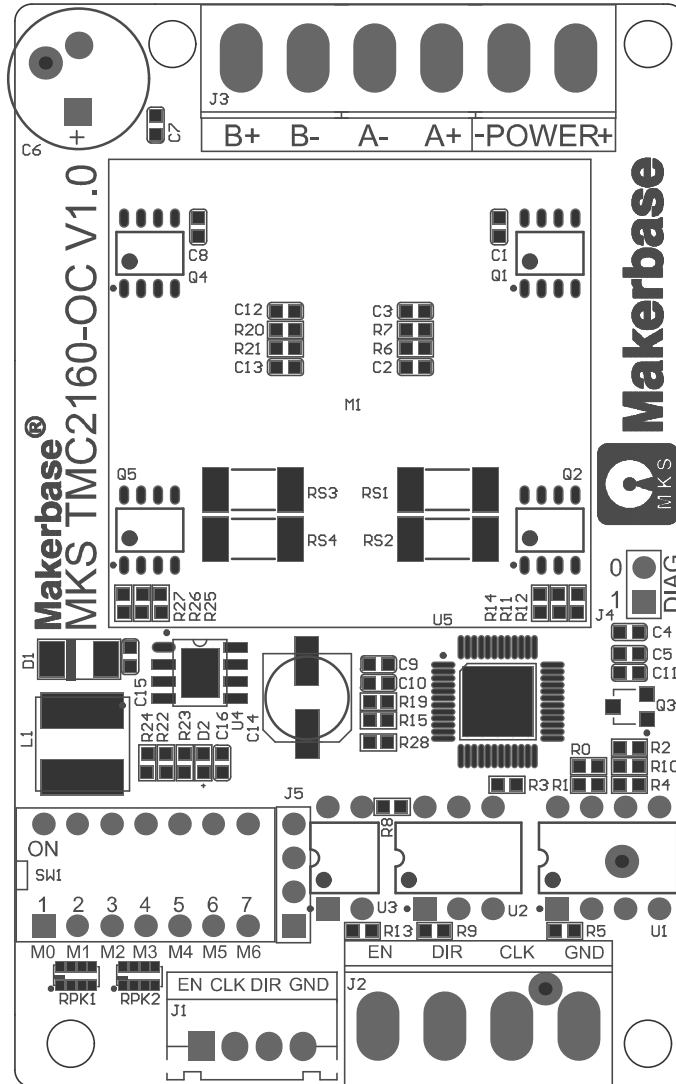 J3
B+ B- A- A+ -POWER+
C6
+
C7
Makerbase®
MKS TMC2160-OC V1.0
Makerbase
MKS
C8
Q4
C1
Q1
C12
R20
R21
C13
C3
R7
R6
C2
M1
Q5
RS3
RS4
RS1
RS2
Q2
R27
R26
R25
R14
R11
R12
0
1
DIAG
J4
U5
D1
C15
U4
C14
C9
C10
R19
R15
R28
C4
C5
C11
Q3
L1
R24
R22
R23
D2
C16
+
R2
R10
R4
R0
R1
R3
J5
R8
ON
SW1
1 2 3 4 5 6 7
M0 M1 M2 M3 M4 M5 M6
U3
U2
U1
R13
R9
R5
EN DIR CLK GND
RPK1
RPK2
EN CLK DIR GND
J1
J2